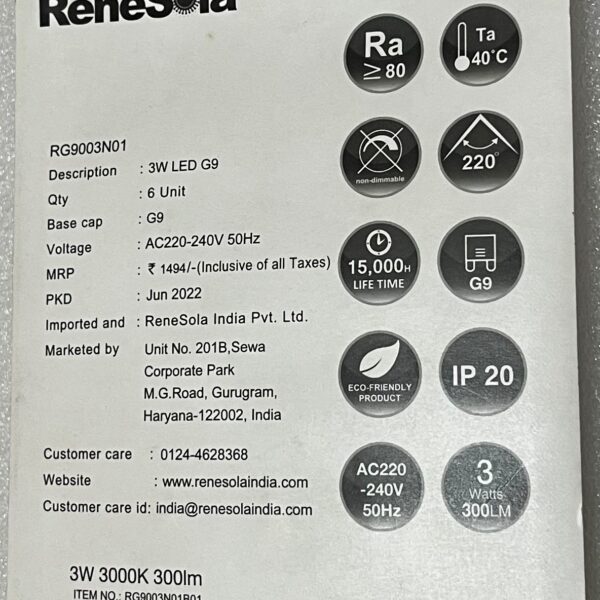 ReneSola
Ra
≥ 80
Ta
40°C
RG9003N01
Description : 3W LED G9
Qty : 6 Unit
Base cap : G9
Voltage : AC220-240V 50Hz
MRP : ₹ 1494/-(Inclusive of all Taxes)
PKD : Jun 2022
Imported and : ReneSola India Pvt. Ltd.
Marketed by Unit No. 201B,Sewa
Corporate Park
M.G.Road, Gurugram,
Haryana-122002, India
non-dimmable
220°
15,000H
LIFE TIME
G9
ECO-FRIENDLY
PRODUCT
IP 20
Customer care : 0124-4628368
Website : www.renesolaindia.com
Customer care id: india@renesolaindia.com
AC220
-240V
50Hz
3
Watts
300LM
3W 3000K 300lm
ITEM NO.: RG9003N01B01